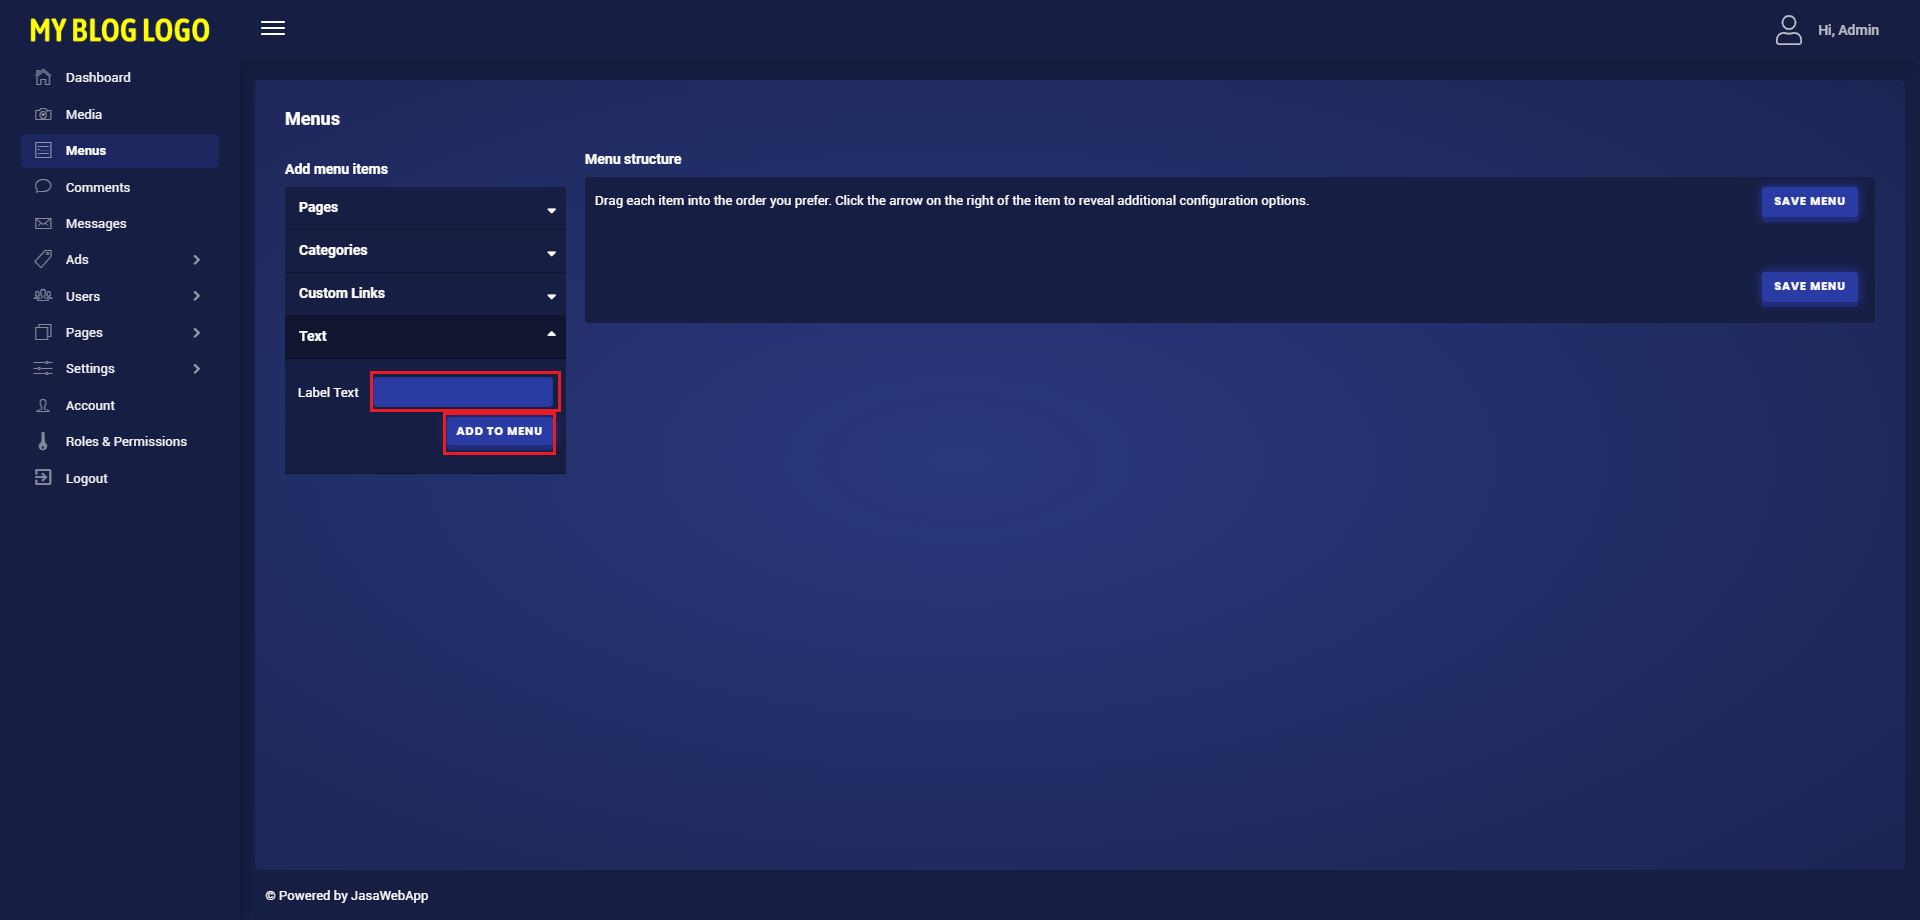 MY BLOG LOGO
Hi, Admin
Dashboard
Media
Menus
Comments
Messages
Ads
Users
Pages
Settings
Account
Roles & Permissions
Logout
Menus
Add menu items
Pages
Categories
Custom Links
Text
Label Text
ADD TO MENU
Menu structure
Drag each item into the order you prefer. Click the arrow on the right of the item to reveal additional configuration options.
SAVE MENU
SAVE MENU
© Powered by JasaWebApp